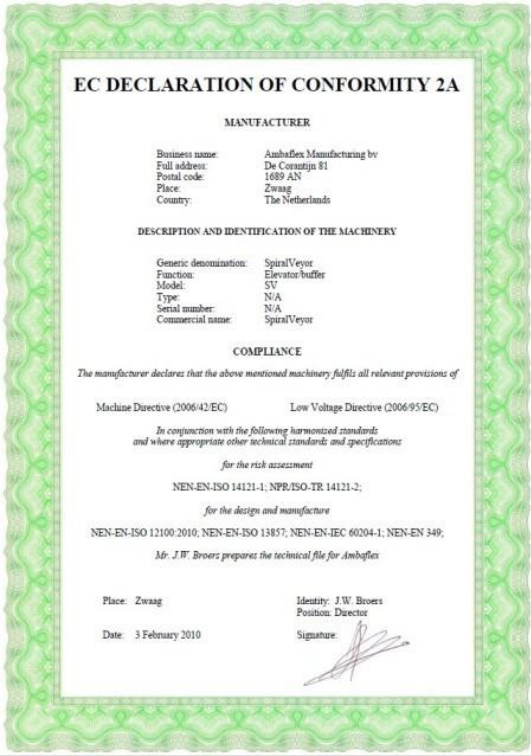 EC DECLARATION OF CONFORMITY 2A
MANUFACTURER
Business name: Ambaflex Manufacturing bv
Full address: De Corantijn 81
Postal code: 1689 AN
Place: Zwaag
Country: The Netherlands
DESCRIPTION AND IDENTIFICATION OF THE MACHINERY
Generic denomination: SpiralVeyor
Function: Elevator/buffer
Model: SV
Type: N/A
Serial number: N/A
Commercial name: SpiralVeyor
COMPLIANCE
The manufacturer declares that the above mentioned machinery fulfils all relevant provisions of
Machine Directive (2006/42/EC) Low Voltage Directive (2006/95/EC)
In conjunction with the following harmonised standards
and where appropriate other technical standards and specifications
for the risk assessment
NEN-EN-ISO 14121-1; NPR/ISO-TR 14121-2;
for the design and manufacture
NEN-EN-ISO 12100:2010; NEN-EN-ISO 13857; NEN-EN-IEC 60204-1; NEN-EN 349;
Mr. J.W. Broers prepares the technical file for Ambaflex
Place: Zwaag Identity: J.W. Broers
Position: Director
Date: 3 February 2010 Signature: